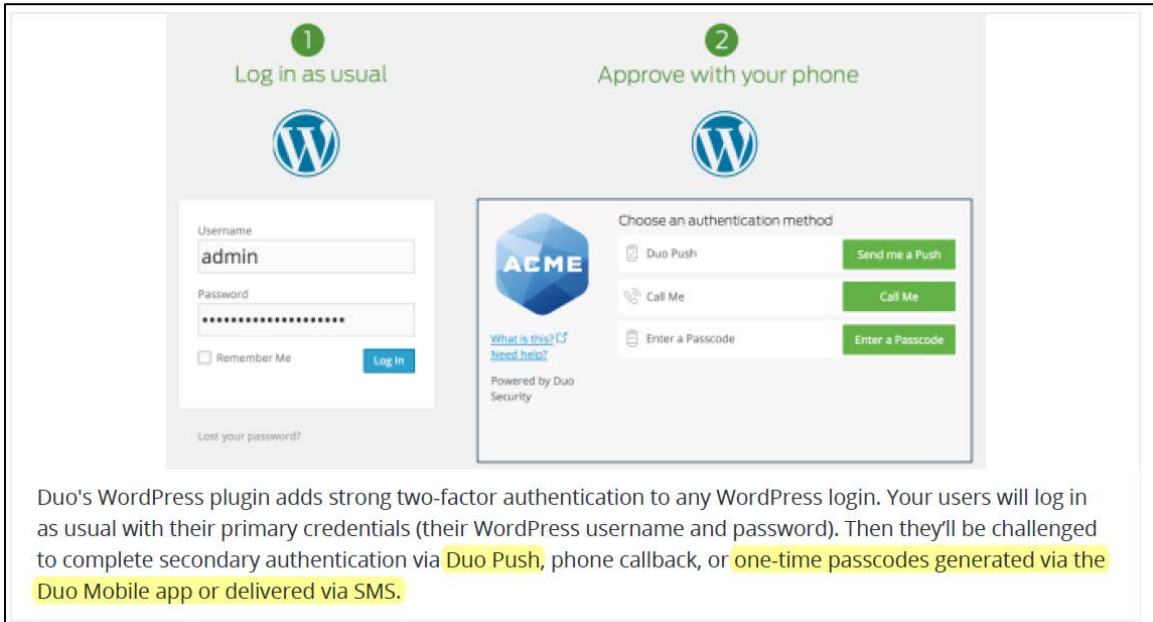 1
Log in as usual
Username
admin
Password
••••••••••••••••••••
Remember Me
Log In
Lost your password?
2
Approve with your phone
ACME
What is this?
Need help?
Powered by Duo
Security
Choose an authentication method
Duo Push
Send me a Push
Call Me
Call Me
Enter a Passcode
Enter a Passcode
Duo's WordPress plugin adds strong two-factor authentication to any WordPress login. Your users will log in
as usual with their primary credentials (their WordPress username and password). Then they’ll be challenged
to complete secondary authentication via Duo Push, phone callback, or one-time passcodes generated via the
Duo Mobile app or delivered via SMS.